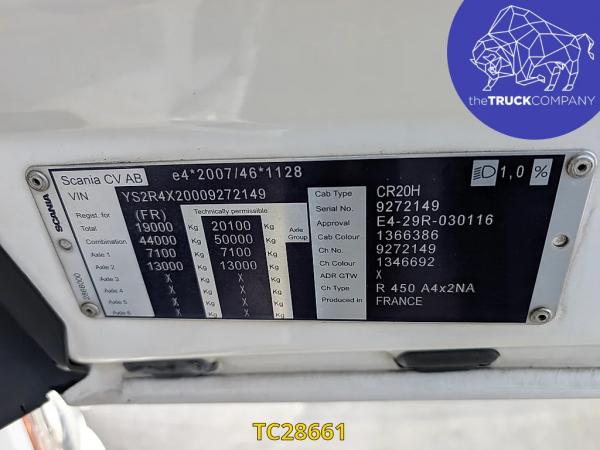 theTRUCKCOMPANY
Scania CV AB e4*2007/46*1128 1,0 %
VIN YS2R4X20009272149
SCANIA
Regist. for (FR) Technically permissible
Total 19000 Kg 20100 Kg Axle Group
Combination 44000 Kg 50000 Kg
Axle 1 7100 Kg 7100 Kg
Axle 2 13000 Kg 13000 Kg
Axle 3 X Kg X Kg
Axle 4 X Kg X Kg
Axle 5 X Kg X Kg
Axle 6 X Kg X Kg
Cab Type CR20H
Serial No. 9272149
Approval E4-29R-030116
Cab Colour 1366386
Ch No. 9272149
Ch Colour 1346692
ADR GTW X
Ch Type R 450 A4x2NA
Produced in FRANCE
TC28661